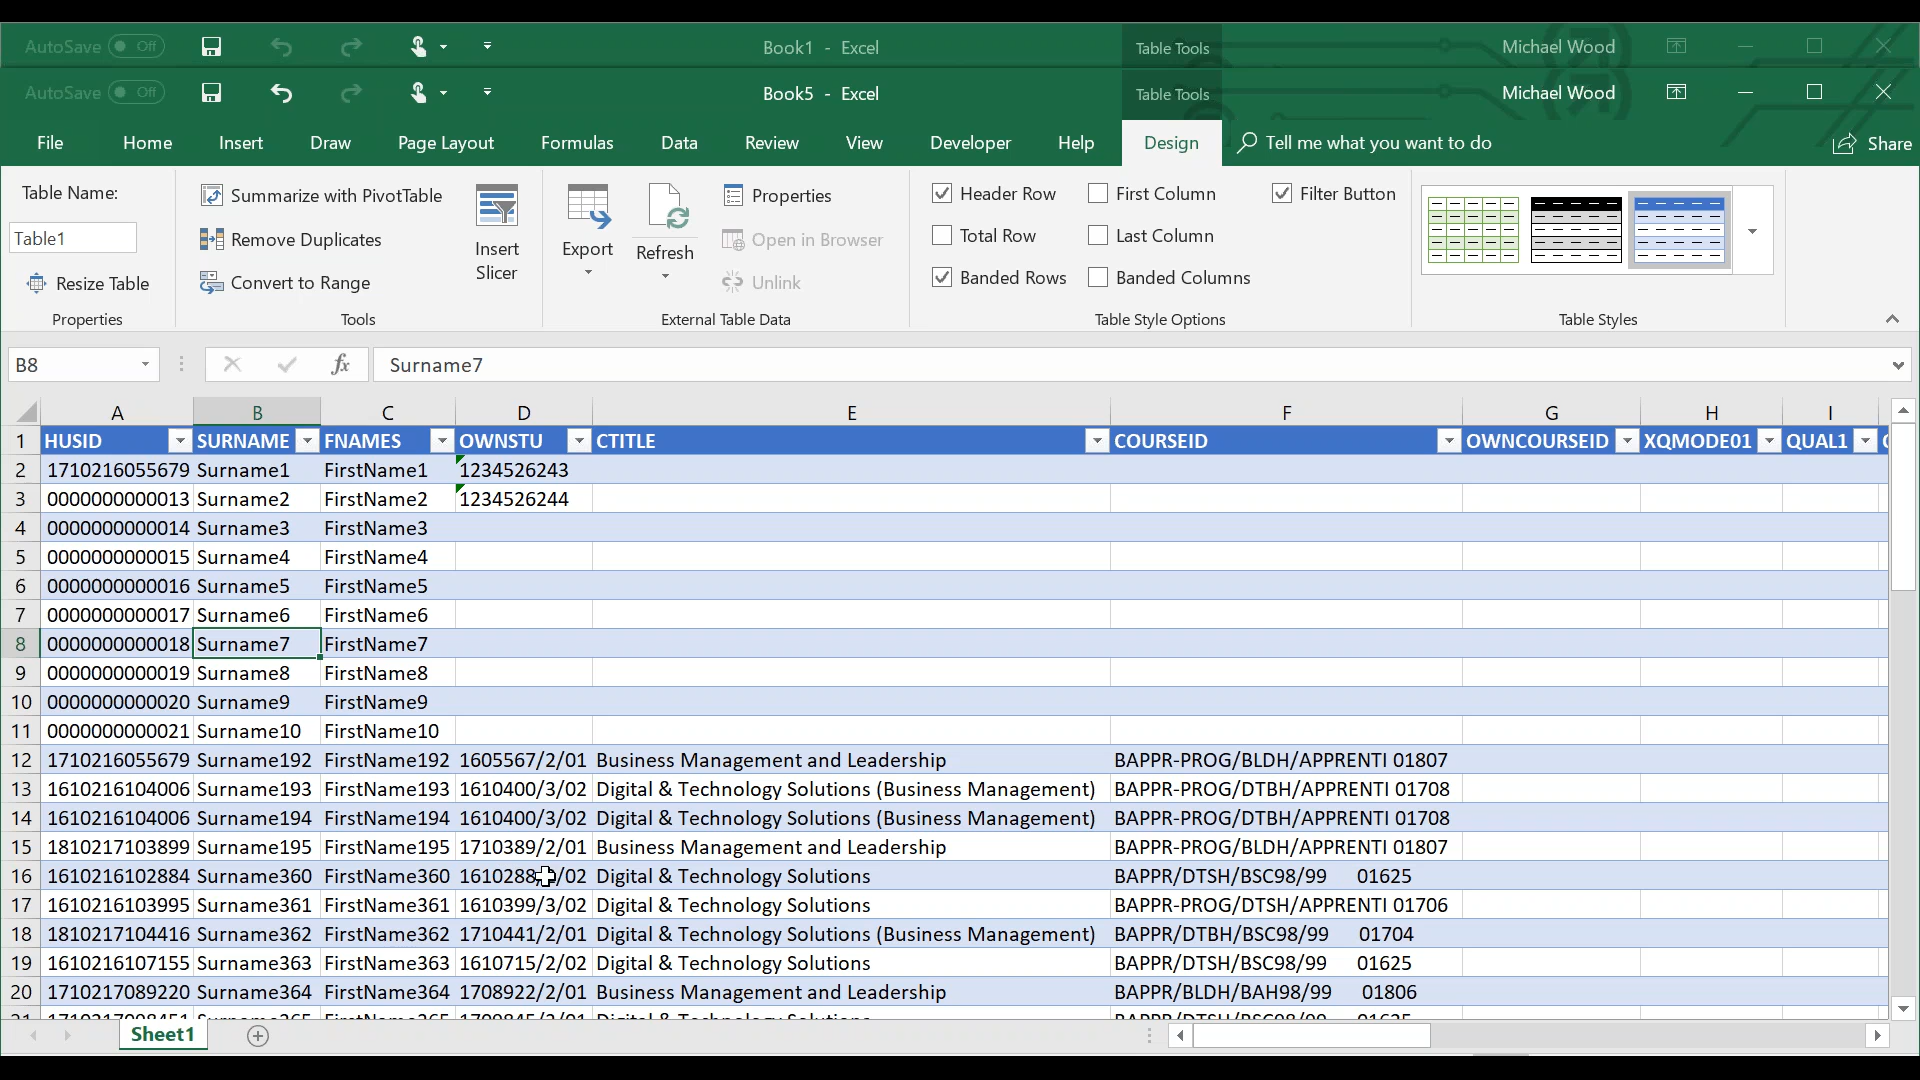 AutoSave Off Book1 - Excel Table Tools Michael Wood
AutoSave Off Book5 - Excel Table Tools Michael Wood
File Home Insert Draw Page Layout Formulas Data Review View Developer Help Design Tell me what you want to do Share
Table Name:
Table1
Resize Table
Properties
Summarize with PivotTable
Remove Duplicates
Convert to Range
Insert
Slicer
Tools
Export
Refresh
Properties
Open in Browser
Unlink
External Table Data
Header Row First Column Filter Button
Total Row Last Column
Banded Rows Banded Columns
Table Style Options
Table Styles
B8 fx Surname7
A B C D E F G H I
1 HUSID SURNAME FNAMES OWNSTU CTITLE COURSEID OWNCOURSEID XQMODE01 QUAL1
2 1710216055679 Surname1 FirstName1 1234526243
3 0000000000013 Surname2 FirstName2 1234526244
4 0000000000014 Surname3 FirstName3
5 0000000000015 Surname4 FirstName4
6 0000000000016 Surname5 FirstName5
7 0000000000017 Surname6 FirstName6
8 0000000000018 Surname7 FirstName7
9 0000000000019 Surname8 FirstName8
10 0000000000020 Surname9 FirstName9
11 0000000000021 Surname10 FirstName10
12 1710216055679 Surname192 FirstName192 1605567/2/01 Business Management and Leadership BAPPR-PROG/BLDH/APPRENTI 01807
13 1610216104006 Surname193 FirstName193 1610400/3/02 Digital & Technology Solutions (Business Management) BAPPR-PROG/DTBH/APPRENTI 01708
14 1610216104006 Surname194 FirstName194 1610400/3/02 Digital & Technology Solutions (Business Management) BAPPR-PROG/DTBH/APPRENTI 01708
15 1810217103899 Surname195 FirstName195 1710389/2/01 Business Management and Leadership BAPPR-PROG/BLDH/APPRENTI 01807
16 1610216102884 Surname360 FirstName360 Digital & Technology Solutions BAPPR/DTSH/BSC98/99 01625
17 1610216103995 Surname361 FirstName361 1610399/3/02 Digital & Technology Solutions BAPPR-PROG/DTSH/APPRENTI 01706
18 1810217104416 Surname362 FirstName362 1710441/2/01 Digital & Technology Solutions (Business Management) BAPPR/DTBH/BSC98/99 01704
19 1610216107155 Surname363 FirstName363 1610715/2/02 Digital & Technology Solutions BAPPR/DTSH/BSC98/99 01625
20 1710217089220 Surname364 FirstName364 1708922/2/01 Business Management and Leadership BAPPR/BLDH/BAH98/99 01806
Sheet1